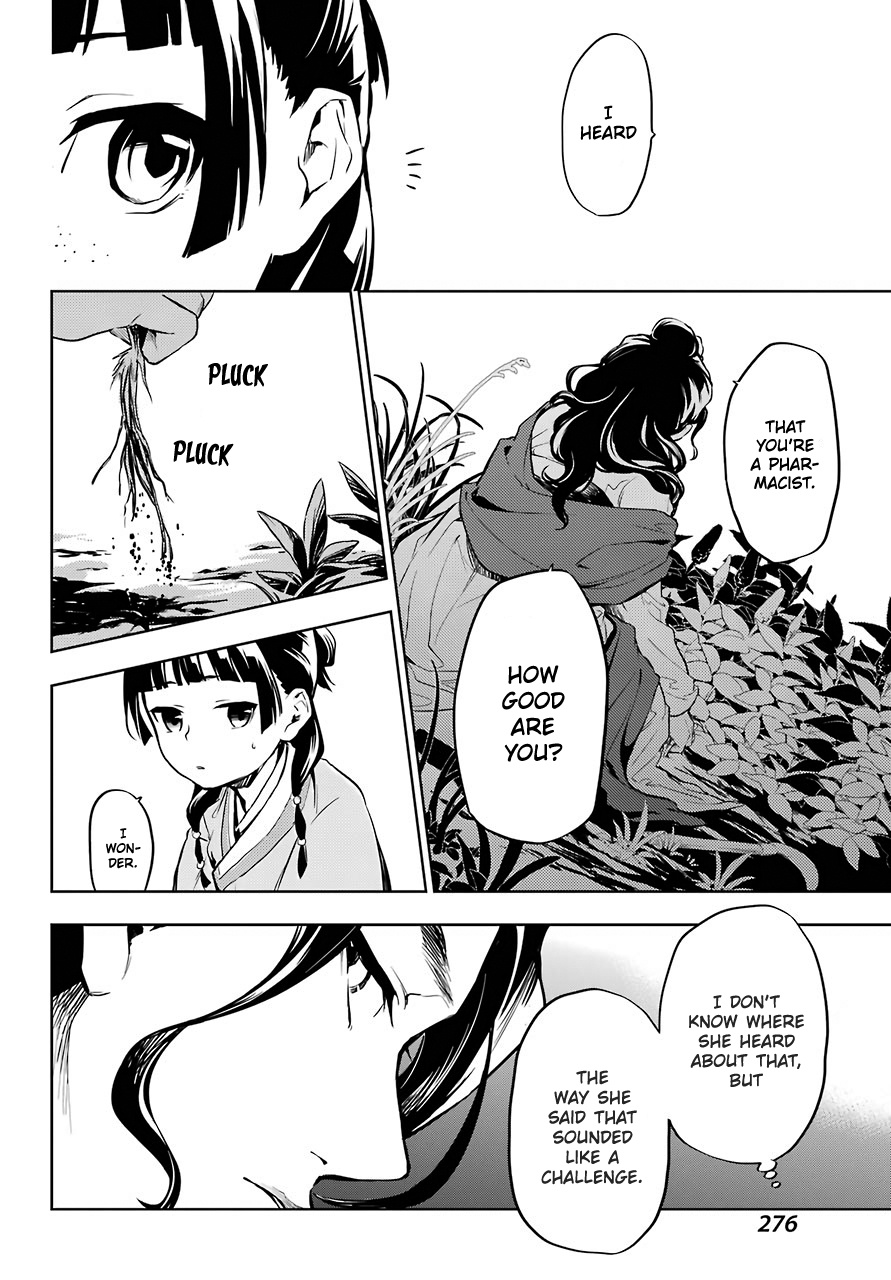 I
HEARD
THAT
YOU'RE
A PHAR-
MACIST.
HOW
GOOD
ARE
YOU?
PLUCK
PLUCK
I
WON-
DER.
I DON'T
KNOW WHERE
SHE HEARD
ABOUT THAT,
BUT
THE
WAY SHE
SAID THAT
SOUNDED
LIKE A
CHALLENGE.
276